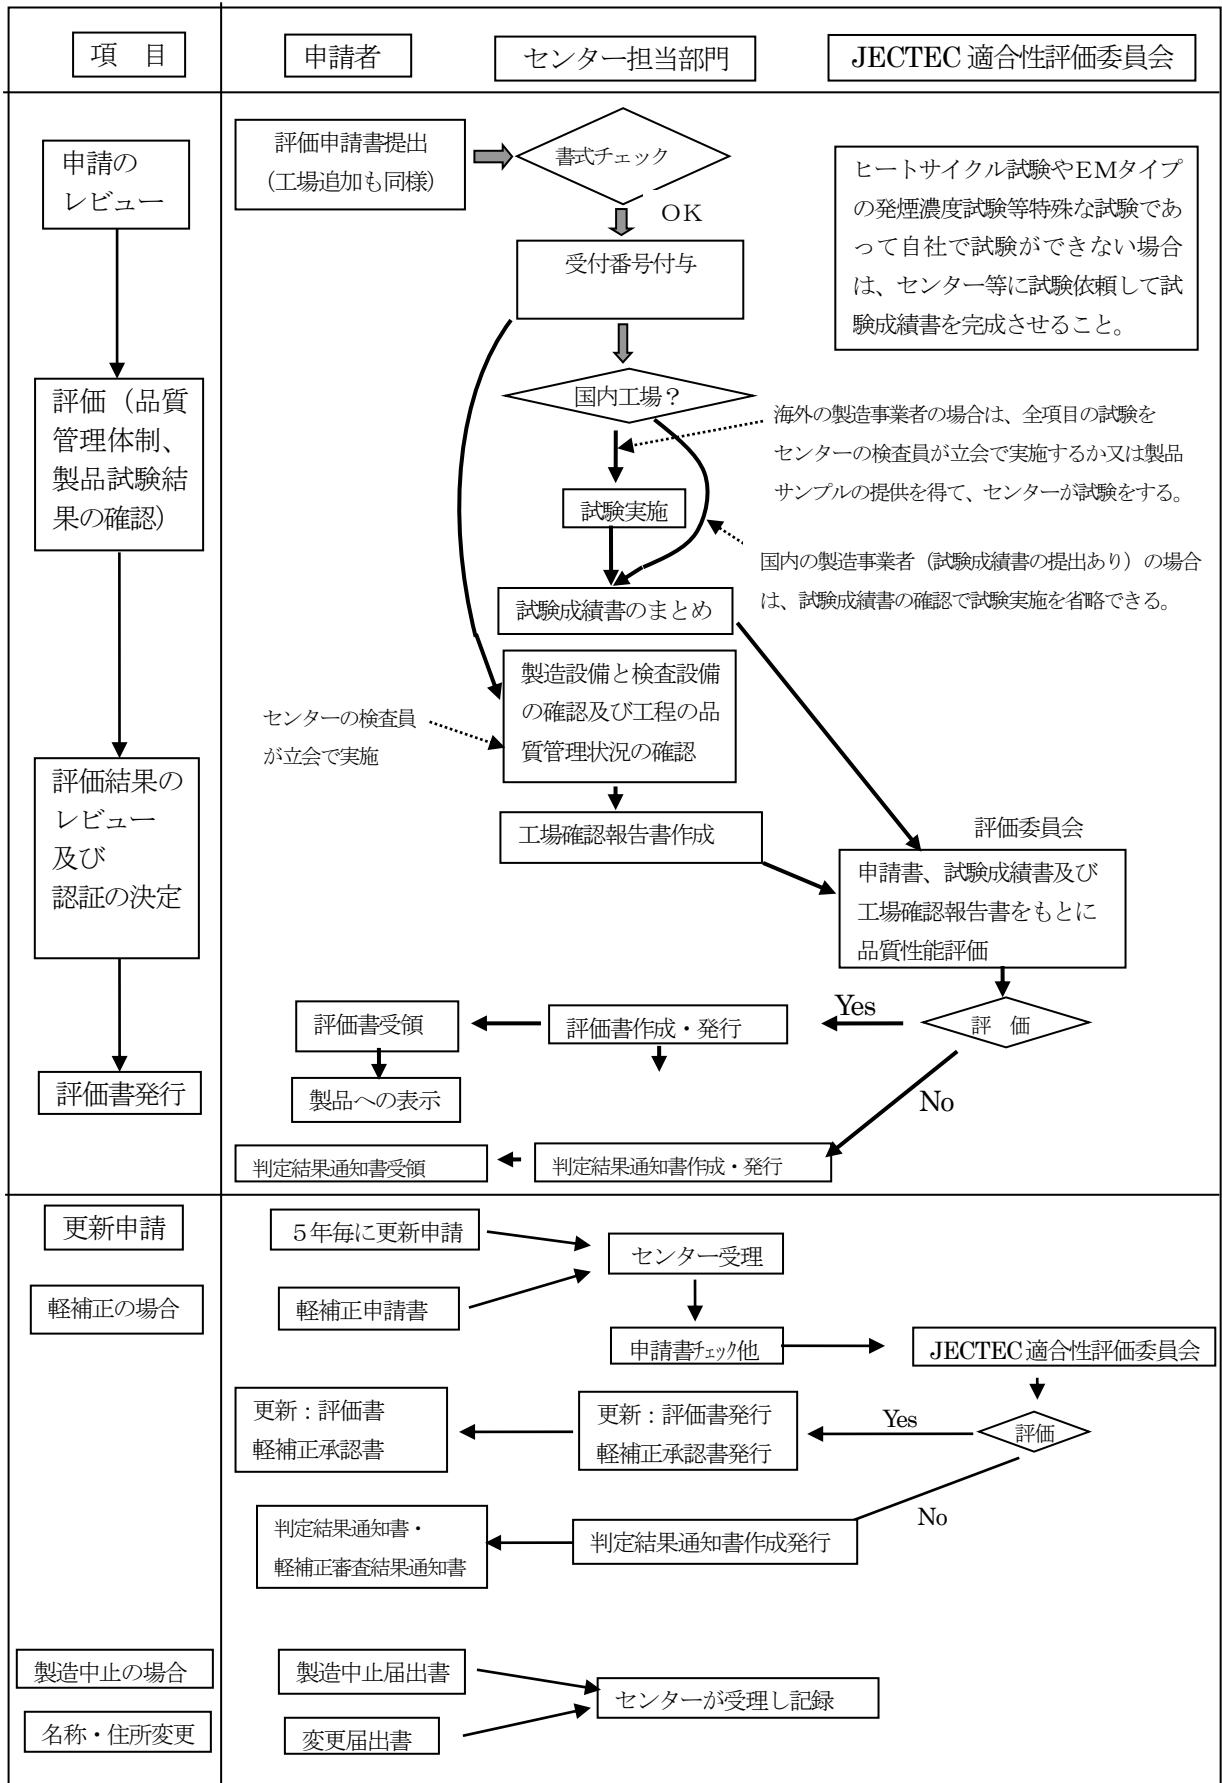 項　目
申請者
センター担当部門
JECTEC 適合性評価委員会
申請の
レビュー
評価申請書提出
（工場追加も同様）
書式チェック
ＯＫ
受付番号付与
ヒートサイクル試験やＥＭタイプ
の発煙濃度試験等特殊な試験であ
って自社で試験ができない場合
は、センター等に試験依頼して試
験成績書を完成させること。
評価（品質
管理体制、
製品試験結
果の確認）
国内工場？
海外の製造事業者の場合は、全項目の試験を
センターの検査員が立会で実施するか又は製品
サンプルの提供を得て、センターが試験をする。
試験実施
国内の製造事業者（試験成績書の提出あり）の場合
は、試験成績書の確認で試験実施を省略できる。
試験成績書のまとめ
製造設備と検査設備
の確認及び工程の品
質管理状況の確認
センターの検査員
が立会で実施
評価結果の
レビュー
及び
認証の決定
工場確認報告書作成
評価委員会
申請書、試験成績書及び
工場確認報告書をもとに
品質性能評価
評　価
Yes
評価書作成・発行
評価書受領
製品への表示
評価書発行
No
判定結果通知書作成・発行
判定結果通知書受領
更新申請
５年毎に更新申請
センター受理
軽補正の場合
軽補正申請書
申請書ﾁｪｯｸ他
JECTEC 適合性評価委員会
評価
Yes
更新：評価書発行
軽補正承認書発行
更新：評価書
軽補正承認書
No
判定結果通知書作成発行
判定結果通知書・
軽補正審査結果通知書
製造中止の場合
製造中止届出書
センターが受理し記録
名称・住所変更
変更届出書